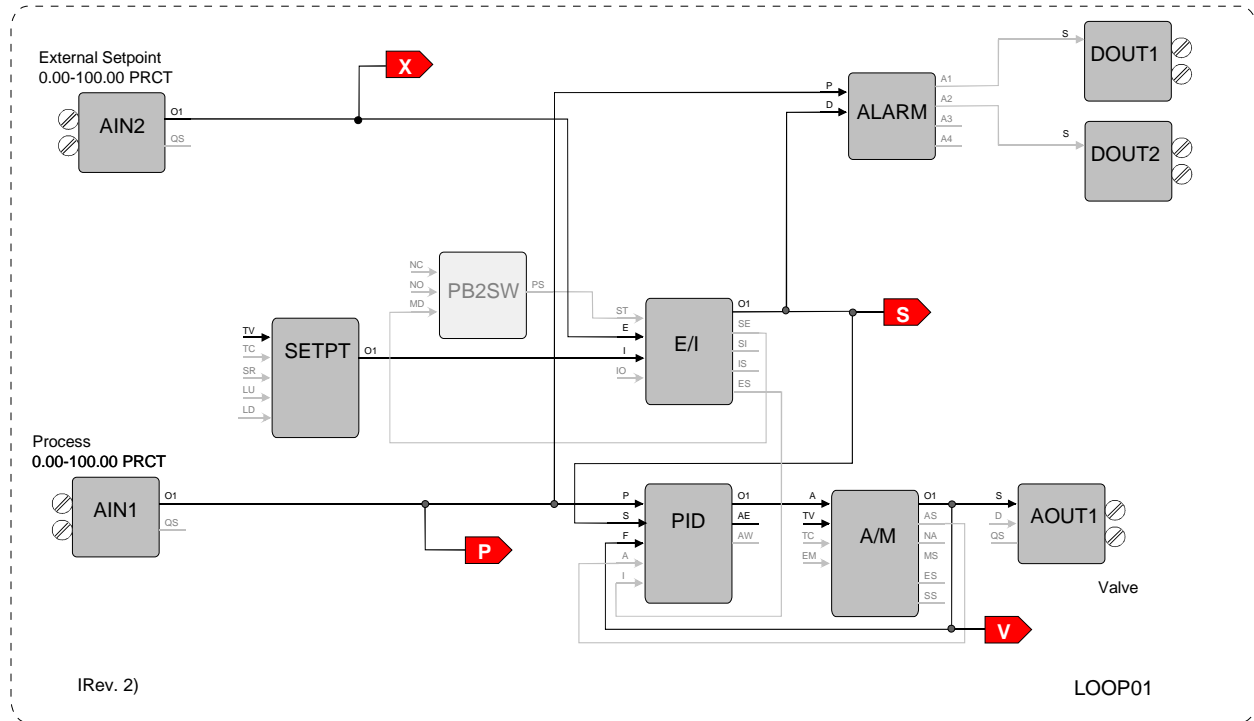 External Setpoint
0.00-100.00 PRCT
AIN2
O1
QS
X
P
D
ALARM
A1
A2
A3
A4
S
DOUT1
S
DOUT2
NC
NO
MD
PB2SW
PS
TV
TC
SR
LU
LD
SETPT
O1
ST
E
I
IO
E/I
O1
SE
SI
IS
ES
S
Process
0.00-100.00 PRCT
AIN1
O1
QS
P
P
S
F
A
I
PID
O1
AE
AW
A
TV
TC
EM
A/M
O1
AS
NA
MS
ES
SS
S
D
QS
AOUT1
Valve
V
IRev. 2)
LOOP01